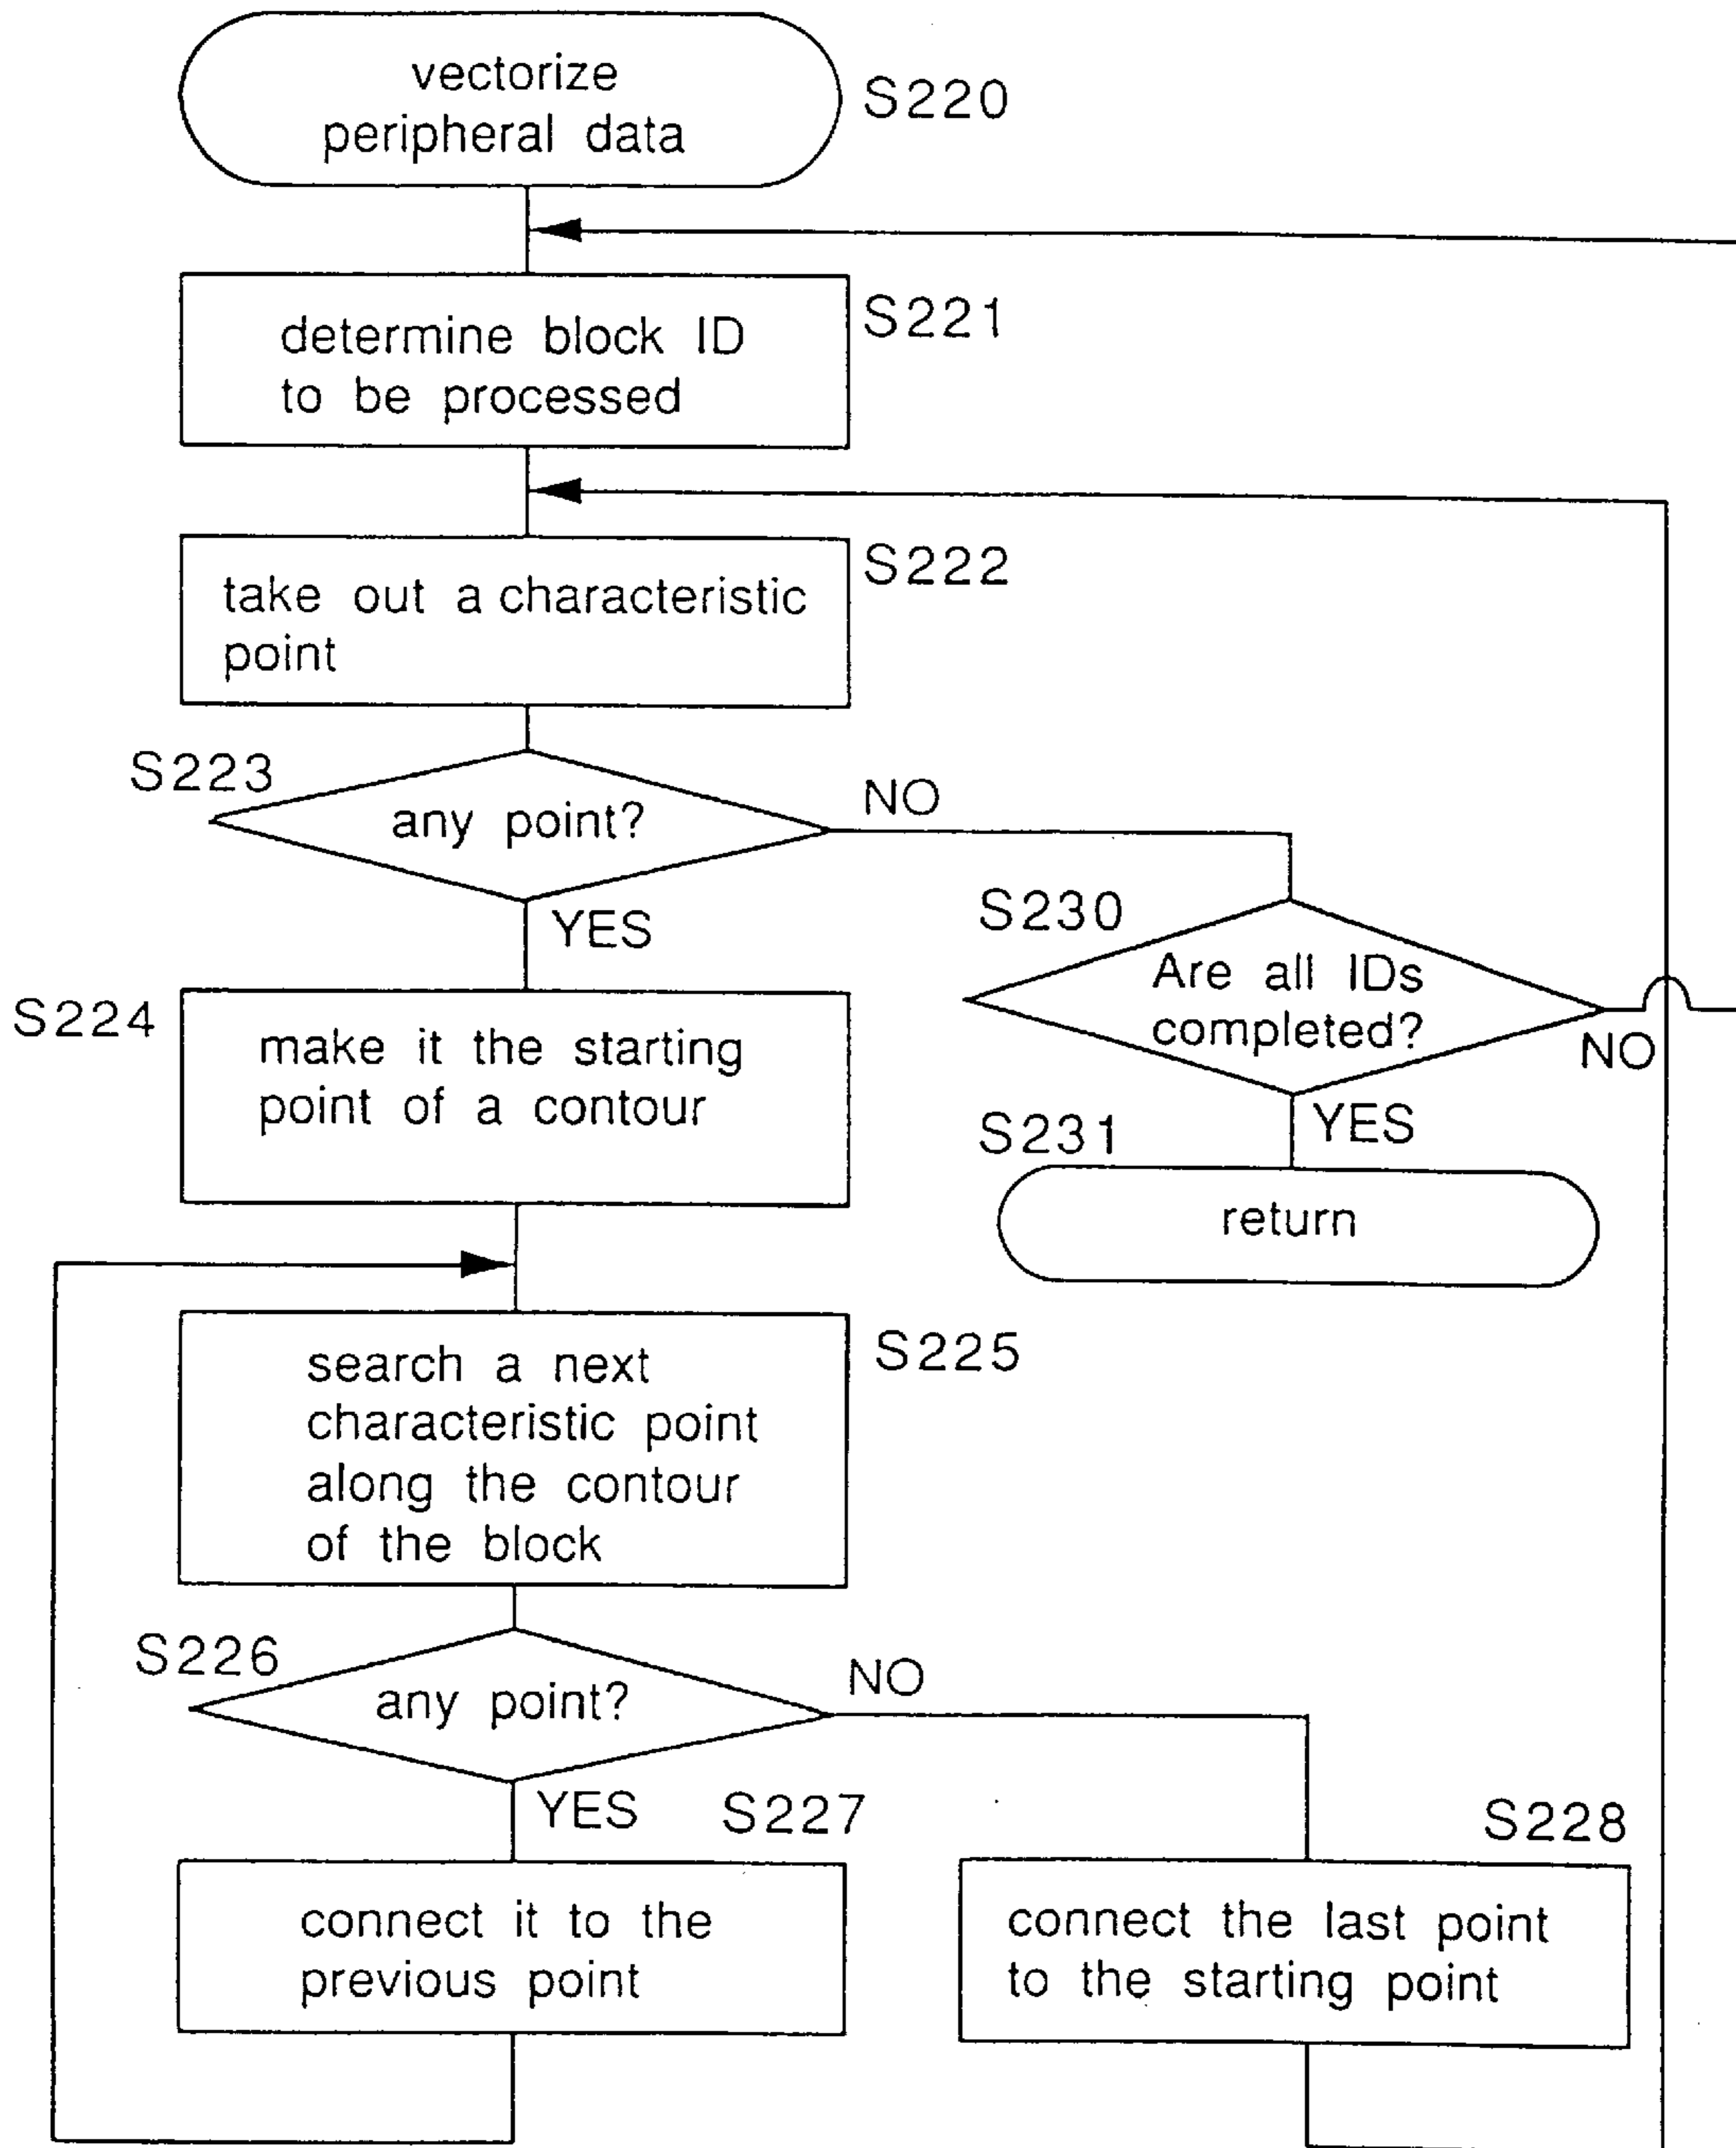 vectorize
peripheral data
S220
determine block ID
to be processed
S221
take out a characteristic
point
S222
S223
any point?
NO
YES
S230
Are all IDs
completed?
NO
YES
S224
make it the starting
point of a contour
S231
return
search a next
characteristic point
along the contour
of the block
S225
S226
any point?
NO
YES
S227
connect it to the
previous point
S228
connect the last point
to the starting point